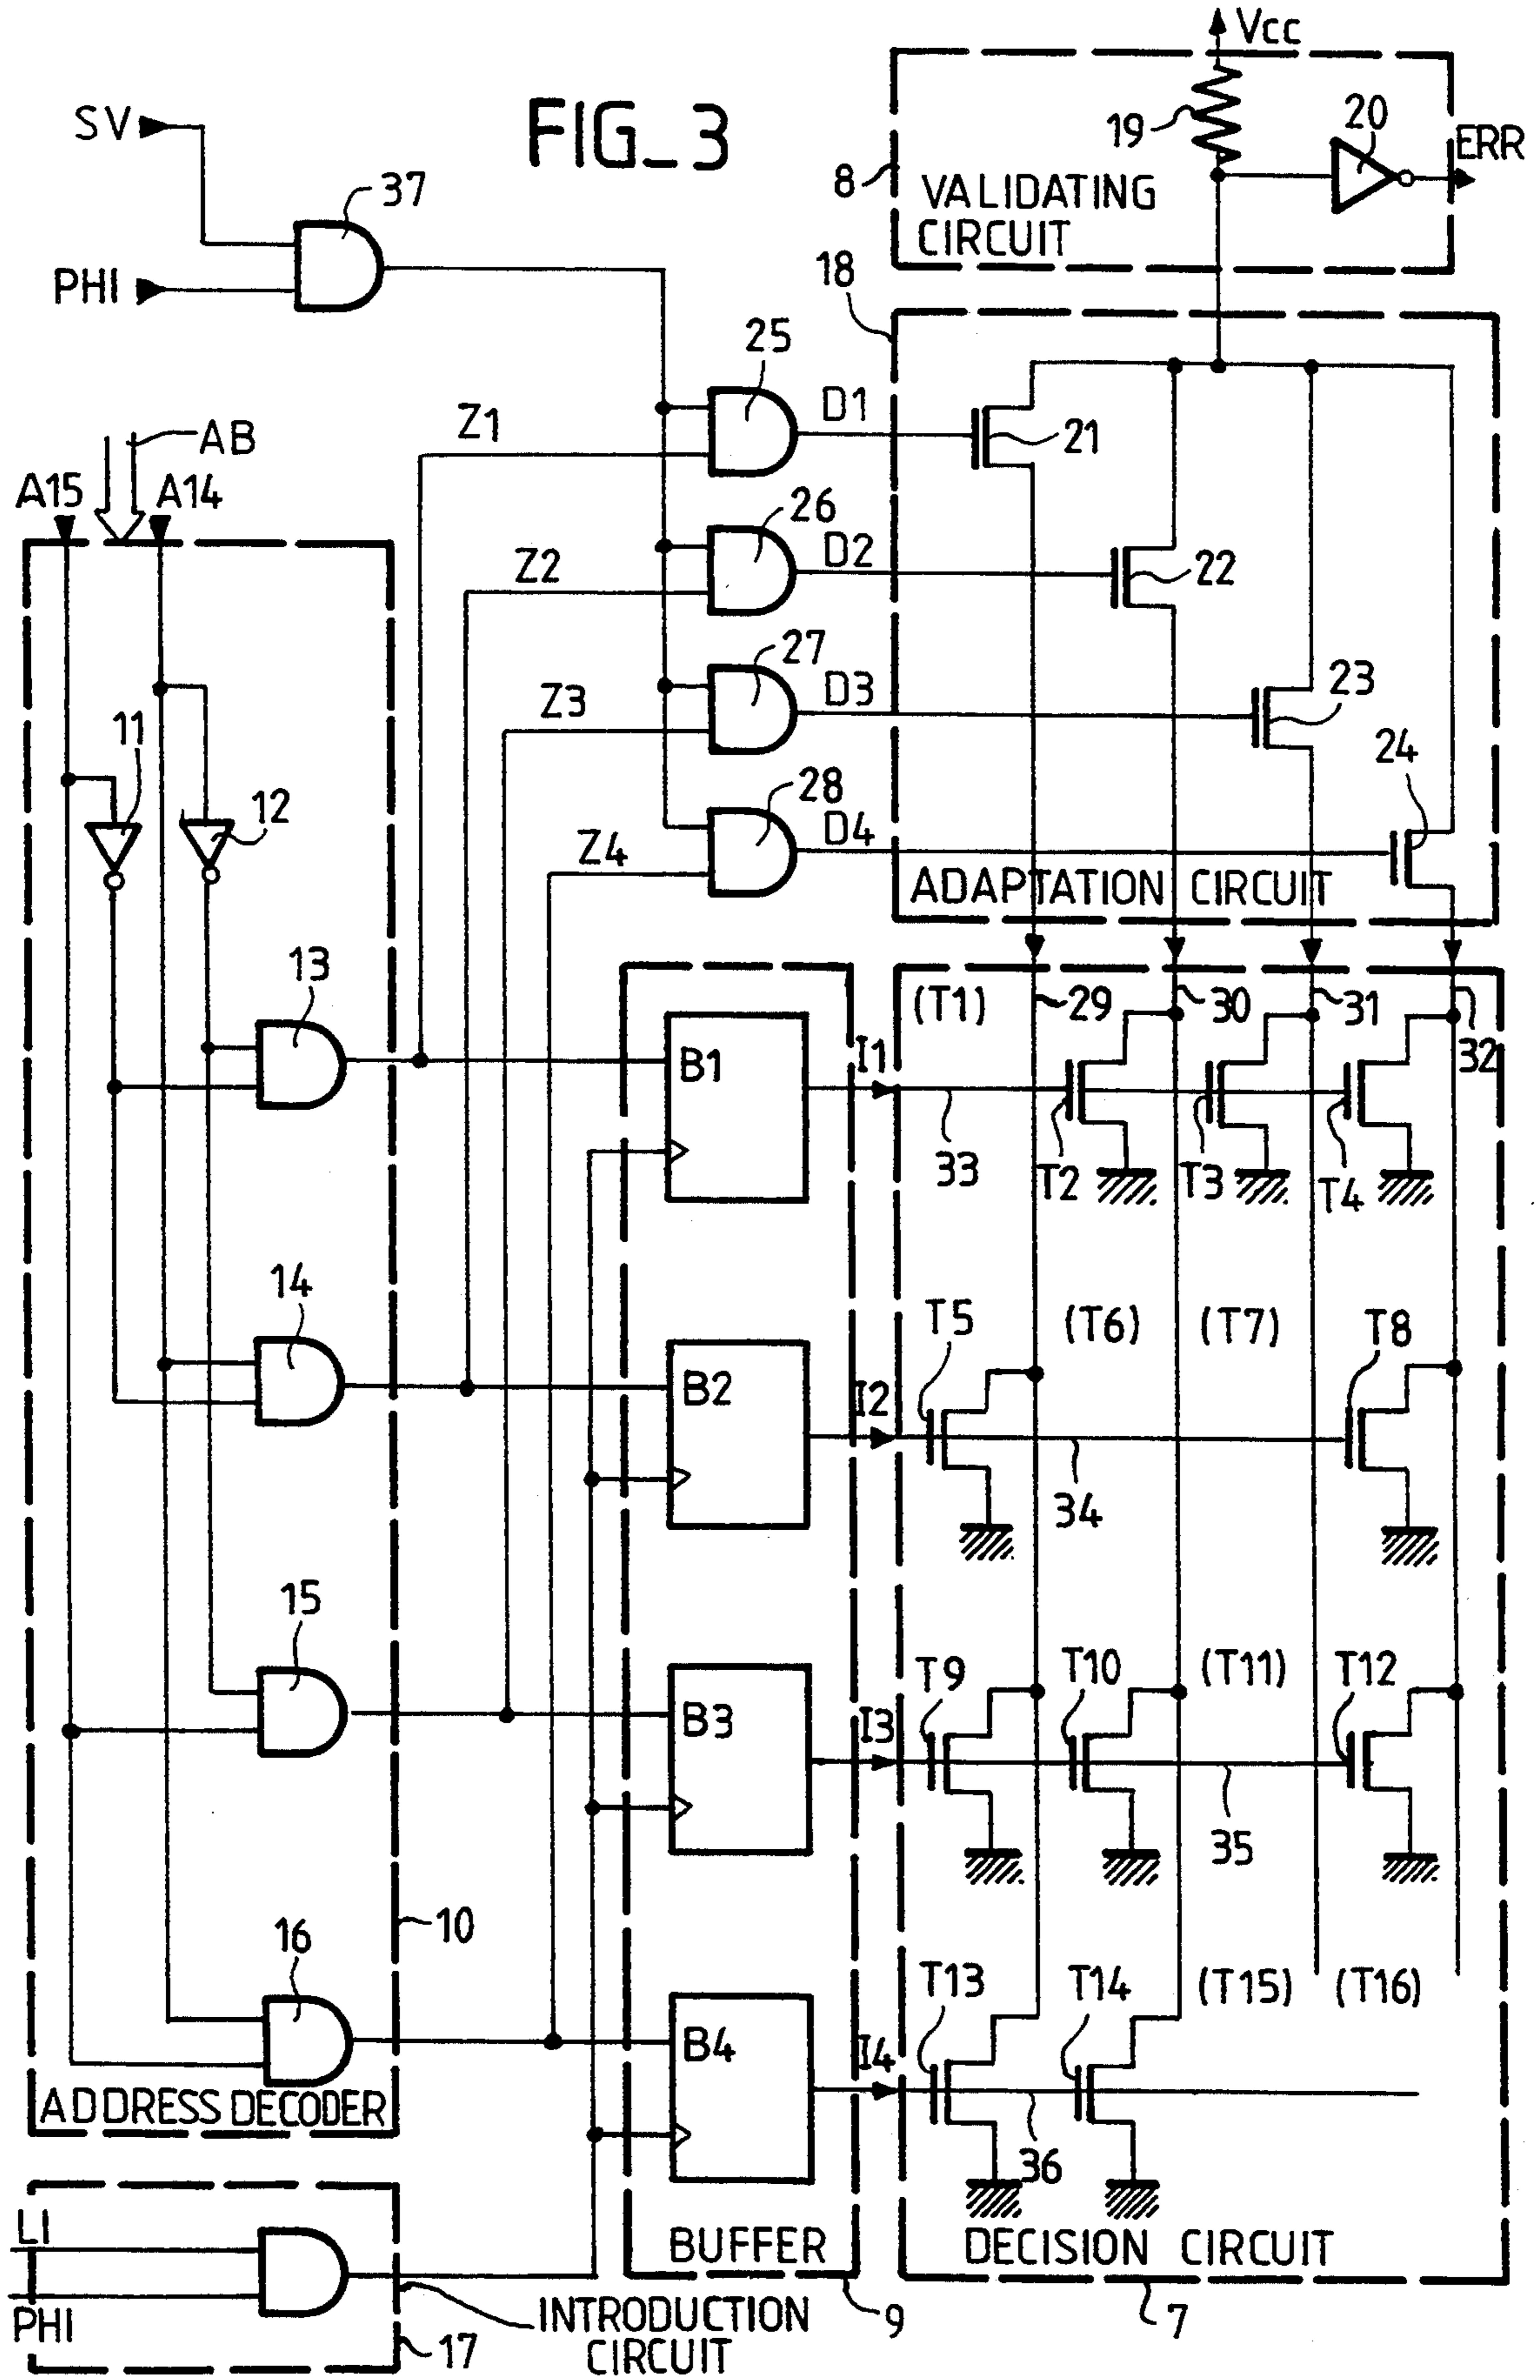 FIG_3
Vcc
19
20
ERR
8
VALIDATING
CIRCUIT
SV
37
PHI
18
25
D1
21
Z1
AB
A15
A14
26
D2
22
Z2
27
D3
23
Z3
11
12
28
D4
24
Z4
ADAPTATION CIRCUIT
13
(T1)
29
30
31
32
B1
I1
33
T2
T3
T4
14
T5
(T6)
(T7)
T8
B2
I2
34
15
T9
T10
(T11)
T12
B3
I3
35
10
16
T13
T14
(T15)
(T16)
B4
I4
36
ADDRESS DECODER
LI
PHI
17
INTRODUCTION
CIRCUIT
BUFFER
9
DECISION CIRCUIT
7